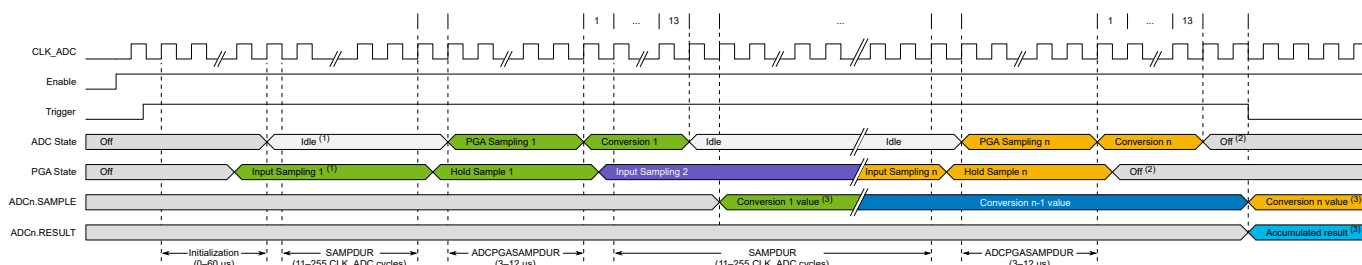 1 ... 13 ... 1 ... 13
CLK_ADC
Enable
Trigger
ADC State Off Idle (1) PGA Sampling 1 Conversion 1 Idle Idle PGA Sampling n Conversion n Off (2)
PGA State Off Input Sampling 1 (1) Hold Sample 1 Input Sampling 2 Input Sampling n Hold Sample n Off (2)
ADCn.SAMPLE Conversion 1 value (3) Conversion n-1 value Conversion n value (3)
ADCn.RESULT Accumulated result (3)
Initialization SAMPDUR ADCPGASAMPDUR SAMPDUR ADCPGASAMPDUR
(0–60 us) (11–255 CLK_ADC cycles) (3–12 us) (11–255 CLK_ADC cycles) (3–12 us)